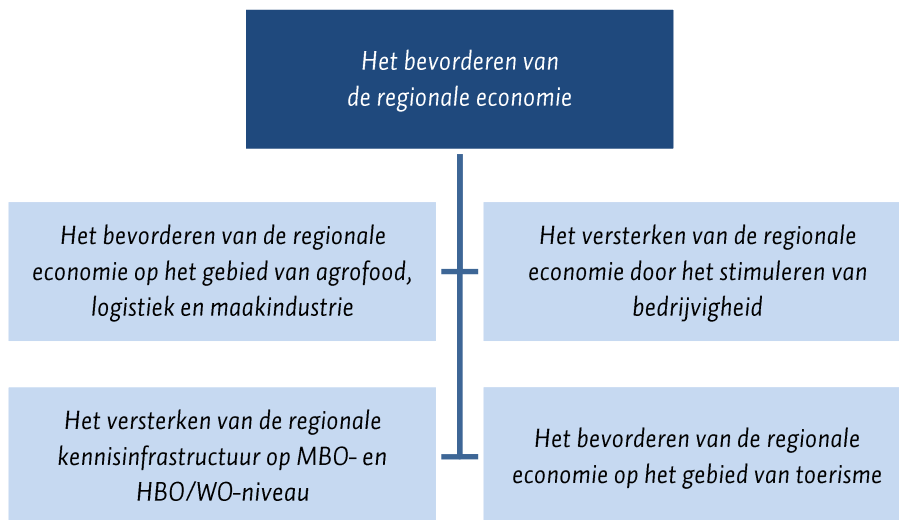 Het bevorderen van
de regionale economie
Het bevorderen van de regionale
economie op het gebied van agrofood,
logistiek en maakindustrie
Het versterken van de regionale
economie door het stimuleren van
bedrijvigheid
Het versterken van de regionale
kennisinfrastructuur op MBO- en
HBO/WO-niveau
Het bevorderen van de regionale
economie op het gebied van toerisme